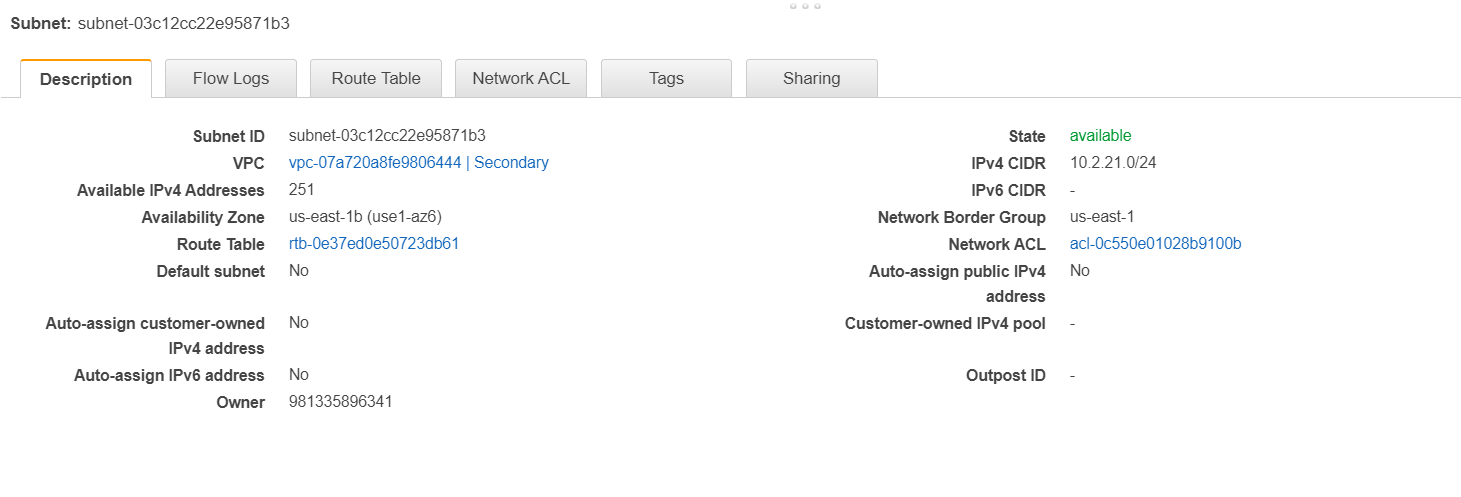 Subnet: subnet-03c12cc22e95871b3
Description Flow Logs Route Table Network ACL Tags Sharing
Subnet ID subnet-03c12cc22e95871b3 State available
VPC vpc-07a720a8fe9806444 | Secondary IPv4 CIDR 10.2.21.0/24
Available IPv4 Addresses 251 IPv6 CIDR -
Availability Zone us-east-1b (use1-az6) Network Border Group us-east-1
Route Table rtb-0e37ed0e50723db61 Network ACL acl-0c550e01028b9100b
Default subnet No Auto-assign public IPv4 No
address
Auto-assign customer-owned No Customer-owned IPv4 pool -
IPv4 address
Auto-assign IPv6 address No Outpost ID -
Owner 981335896341